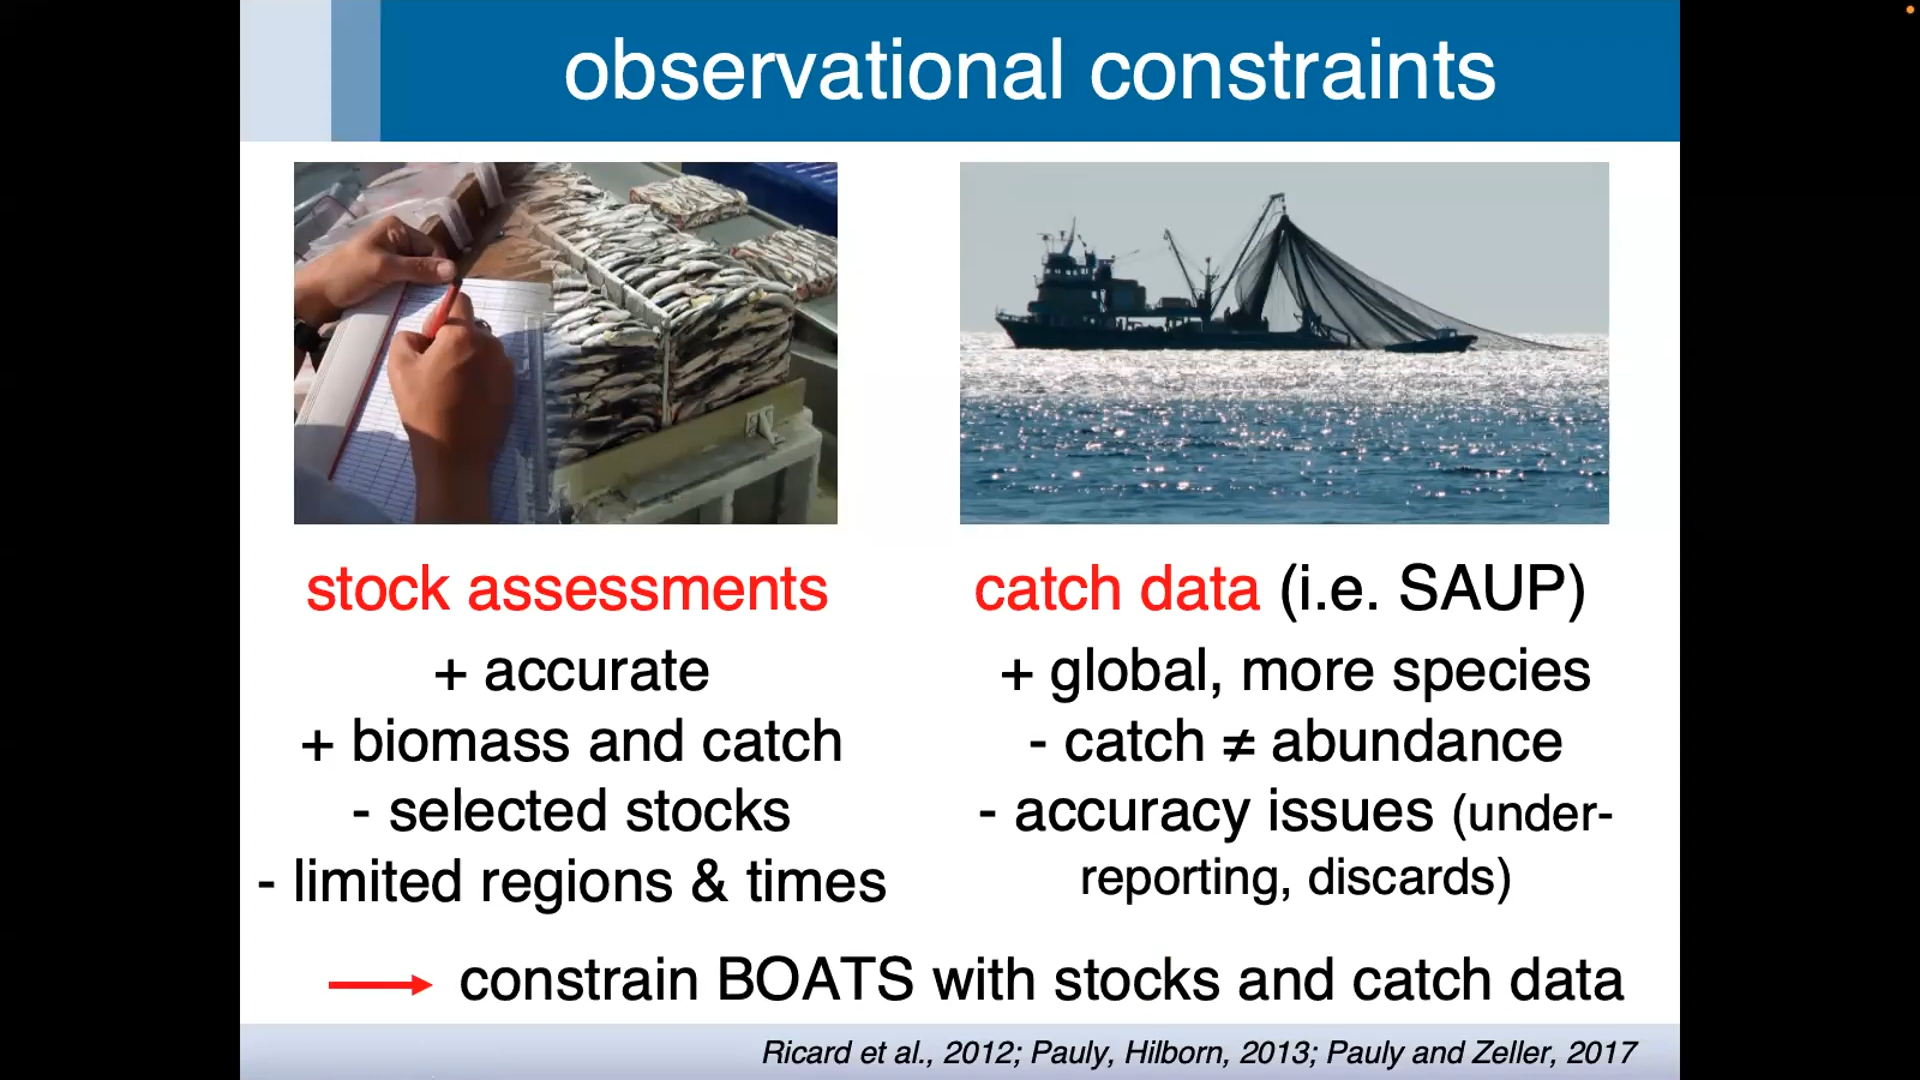 observational constraints
stock assessments
+ accurate
+ biomass and catch
- selected stocks
- limited regions & times
catch data (i.e. SAUP)
+ global, more species
- catch ≠ abundance
- accuracy issues (under-
reporting, discards)
constrain BOATS with stocks and catch data
Ricard et al., 2012; Pauly, Hilborn, 2013; Pauly and Zeller, 2017